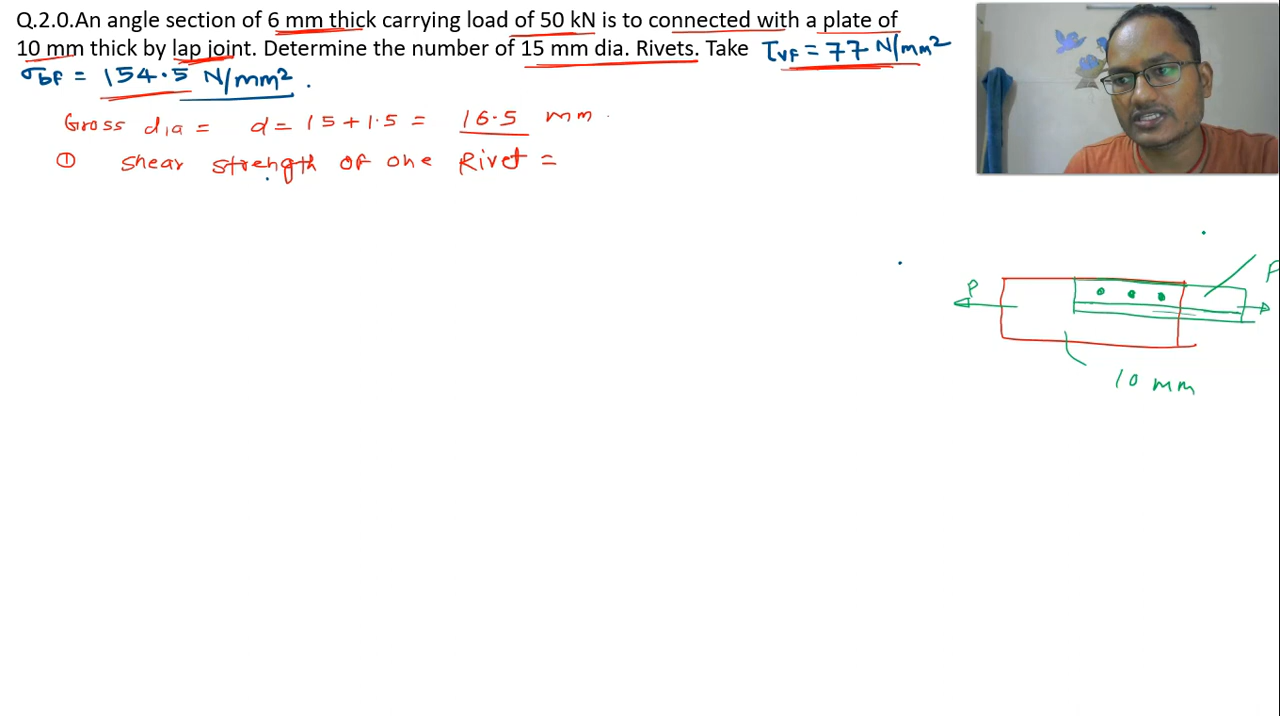 Q.2.0.An angle section of 6 mm thick carrying load of 50 kN is to connected with a plate of
10 mm thick by lap joint. Determine the number of 15 mm dia. Rivets. Take τvf = 77 N/mm²
σbf = 154.5 N/mm².
Gross dia = d = 15 + 1.5 = 16.5 mm
① Shear strength of one Rivet =
P
P
10 mm